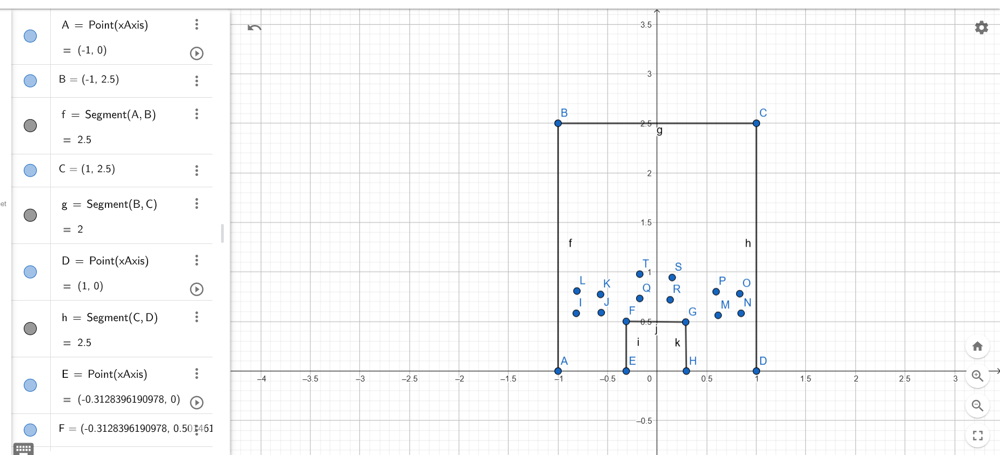 A = Point(xAxis)
= (-1, 0)
B = (-1, 2.5)
f = Segment(A, B)
= 2.5
C = (1, 2.5)
et
g = Segment(B, C)
= 2
D = Point(xAxis)
= (1, 0)
h = Segment(C, D)
= 2.5
E = Point(xAxis)
= (-0.3128396190978, 0)
F = (-0.3128396190978, 0.501461
3.5
3
B
C
2.5
g
2
1.5
f
h
T
S
1
L
K
Q
R
P
O
I
J
F
G
M
N
0.5
j
i
k
A
E
H
D
–4
–3.5
–3
–2.5
–2
–1.5
–1
–0.5
0
0.5
1
1.5
2
2.5
3
–0.5